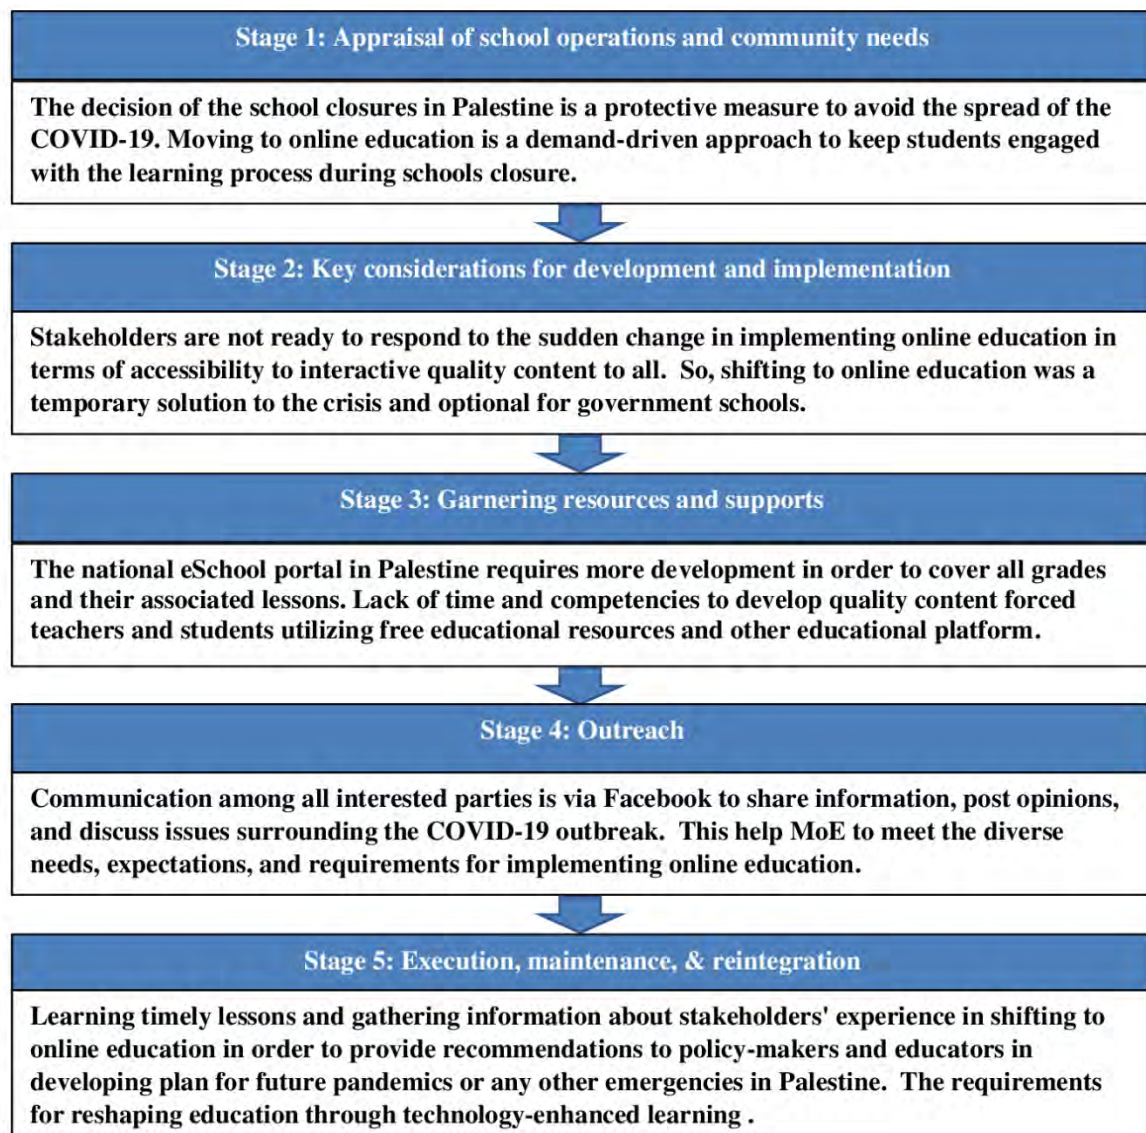 Stage 1: Appraisal of school operations and community needs
The decision of the school closures in Palestine is a protective measure to avoid the spread of the
COVID-19. Moving to online education is a demand-driven approach to keep students engaged
with the learning process during schools closure.
Stage 2: Key considerations for development and implementation
Stakeholders are not ready to respond to the sudden change in implementing online education in
terms of accessibility to interactive quality content to all. So, shifting to online education was a
temporary solution to the crisis and optional for government schools.
Stage 3: Garnering resources and supports
The national eSchool portal in Palestine requires more development in order to cover all grades
and their associated lessons. Lack of time and competencies to develop quality content forced
teachers and students utilizing free educational resources and other educational platform.
Stage 4: Outreach
Communication among all interested parties is via Facebook to share information, post opinions,
and discuss issues surrounding the COVID-19 outbreak. This help MoE to meet the diverse
needs, expectations, and requirements for implementing online education.
Stage 5: Execution, maintenance, & reintegration
Learning timely lessons and gathering information about stakeholders' experience in shifting to
online education in order to provide recommendations to policy-makers and educators in
developing plan for future pandemics or any other emergencies in Palestine. The requirements
for reshaping education through technology-enhanced learning .